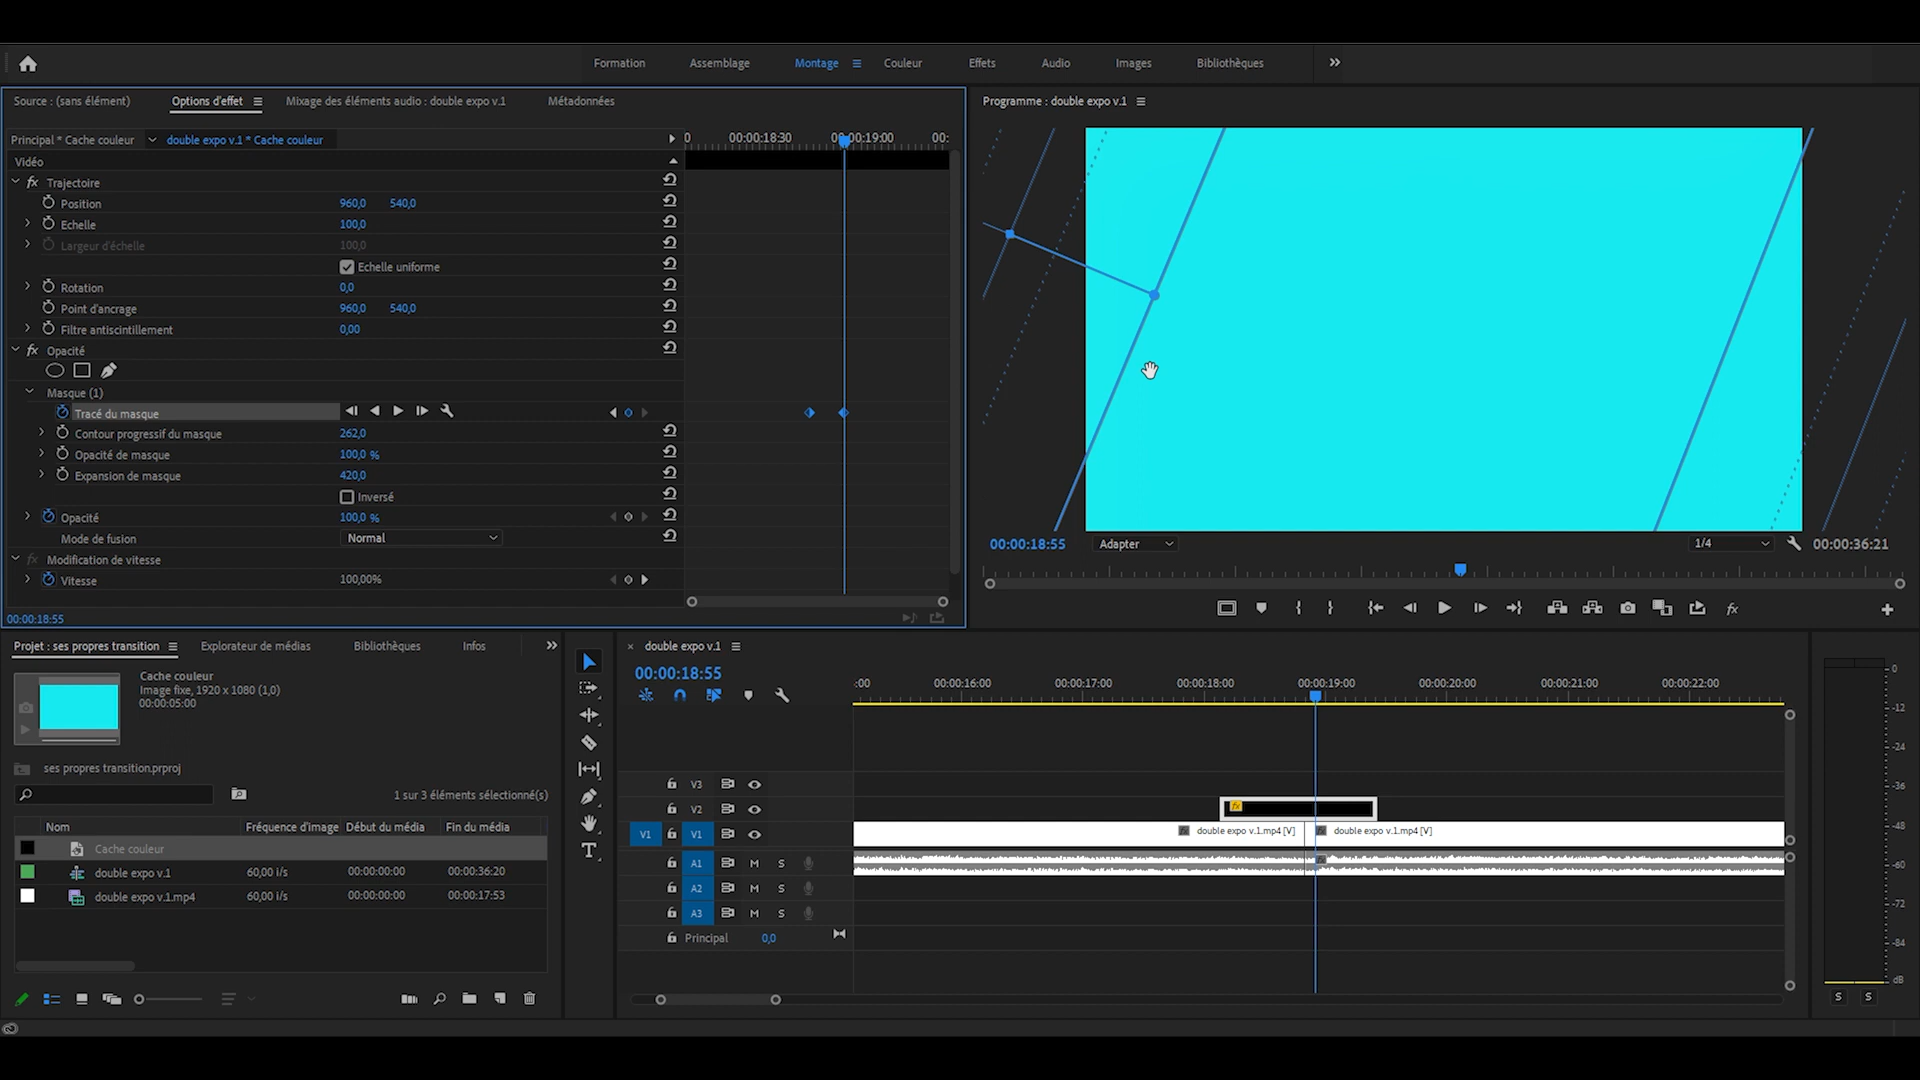 Formation Assemblage Montage Couleur Effets Audio Images Bibliothèques
Source : (sans élément) Options d'effet Mixage des éléments audio : double expo v.1 Métadonnées
Programme : double expo v.1
Principal * Cache couleur double expo v.1 * Cache couleur
0 00:00:18:30 00:00:19:00 00:
Vidéo
fx Trajectoire
Position 960,0 540,0
Echelle 100,0
Largeur d'échelle 100,0
Echelle uniforme
Rotation 0,0
Point d'ancrage 960,0 540,0
Filtre antiscintillement 0,00
fx Opacité
Masque (1)
Tracé du masque
Contour progressif du masque 262,0
Opacité de masque 100,0 %
Expansion de masque 420,0
Inversé
Opacité 100,0 %
Mode de fusion Normal
fx Modification de vitesse
Vitesse 100,00%
00:00:18:55
00:00:18:55 Adapter 1/4 00:00:36:21
fx
Projet : ses propres transition Explorateur de médias Bibliothèques Infos
Cache couleur
Image fixe, 1920 x 1080 (1,0)
00:00:05:00
ses propres transition.prproj
1 sur 3 éléments sélectionné(s)
Nom Fréquence d'image Début du média Fin du média
Cache couleur
double expo v.1 60,00 i/s 00:00:00:00 00:00:36:20
double expo v.1.mp4 60,00 i/s 00:00:00:00 00:00:17:53
× double expo v.1
00:00:18:55
:00 00:00:16:00 00:00:17:00 00:00:18:00 00:00:19:00 00:00:20:00 00:00:21:00 00:00:22:00
V3
V2 fx
V1 V1 fx double expo v.1.mp4 [V] fx double expo v.1.mp4 [V]
A1 M S fx
A2 M S
A3 M S
Principal 0,0
0
-12
-24
-36
-48
-60
-72
-84
dB
S S